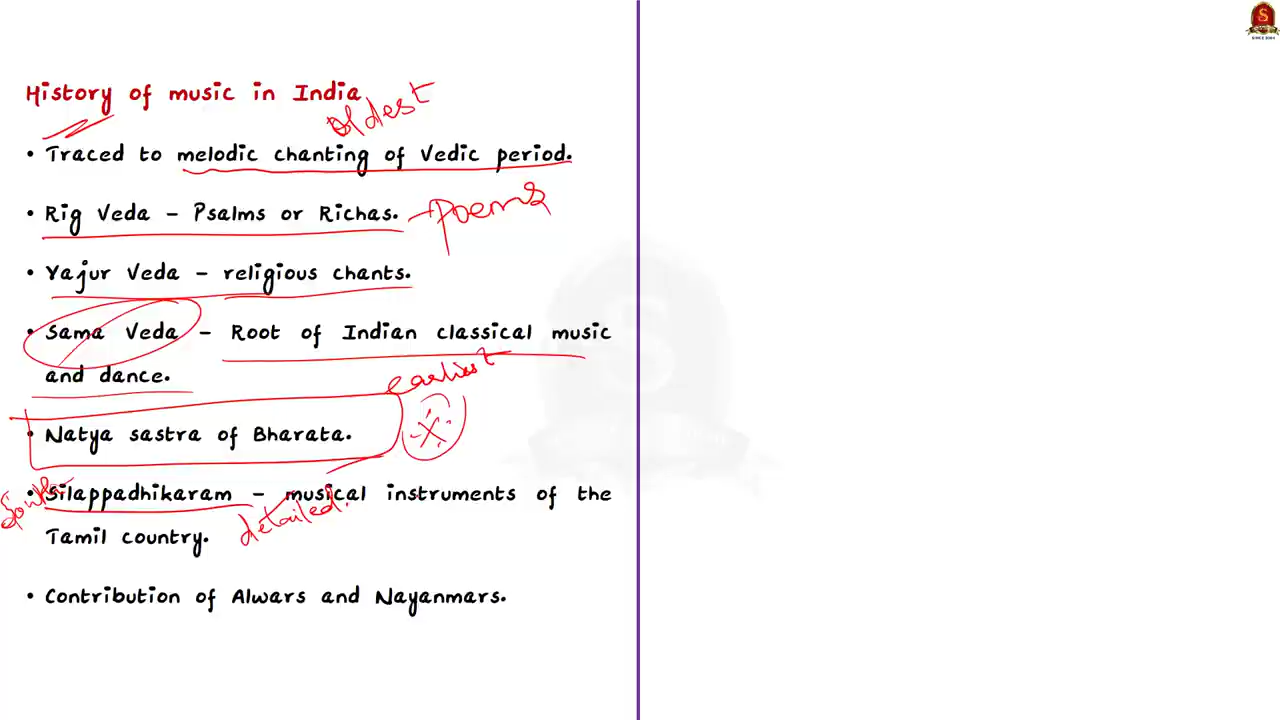 History of music in India
oldest
• Traced to melodic chanting of Vedic period.
• Rig Veda – Psalms or Richas. → Poems
• Yajur Veda – religious chants.
• Sama Veda – Root of Indian classical music
and dance.
earliest
• Natya sastra of Bharata.
South
• Silappadhikaram – musical instruments of the
detailed.
Tamil country.
• Contribution of Alwars and Nayanmars.